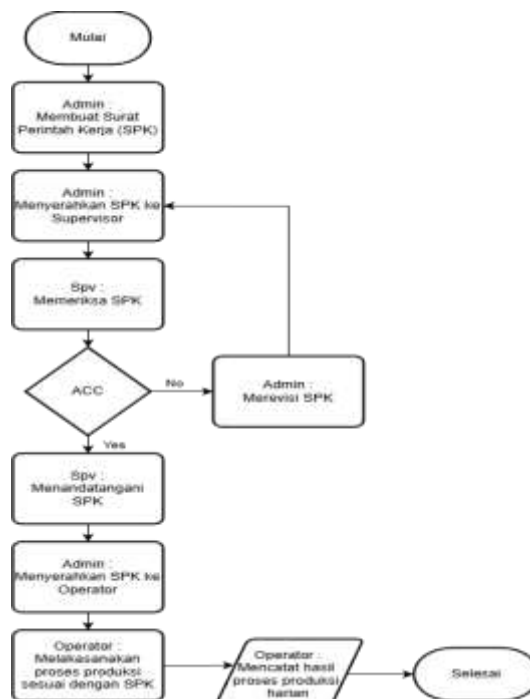 Mulai
Admin :
Membuat Surat
Perintah Kerja (SPK)
Admin :
Menyerahkan SPK ke
Supervisor
Spv :
Memeriksa SPK
ACC
No
Admin :
Merevisi SPK
Yes
Spv :
Menandatangani
SPK
Admin :
Menyerahkan SPK ke
Operator
Operator :
Melakasanakan
proses produksi
sesuai dengan SPK
Operator :
Mencatat hasil
proses produksi
harian
Selesai